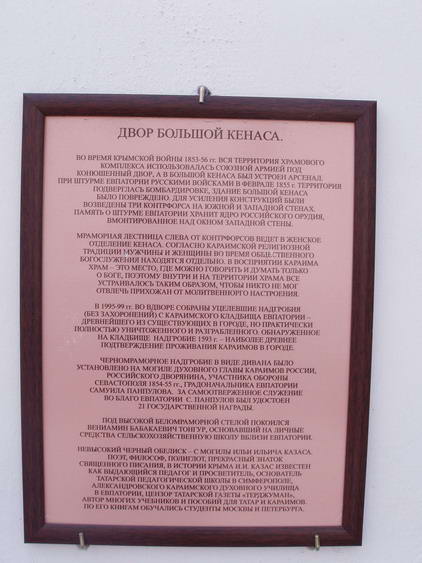 ДВОР БОЛЬШОЙ КЕНАСА.
ВО ВРЕМЯ КРЫМСКОЙ ВОЙНЫ 1853-56 гг. ВСЯ ТЕРРИТОРИЯ ХРАМОВОГО
КОМПЛЕКСА ИСПОЛЬЗОВАЛАСЬ СОЮЗНОЙ АРМИЕЙ ПОД
КОНЮШЕННЫЙ ДВОР, А В БОЛЬШОЙ КЕНАСА БЫЛ УСТРОЕН АРСЕНАЛ.
ПРИ ШТУРМЕ ЕВПАТОРИИ РУССКИМИ ВОЙСКАМИ В ФЕВРАЛЕ 1855 г. ТЕРРИТОРИЯ
ПОДВЕРГЛАСЬ БОМБАРДИРОВКЕ, ЗДАНИЕ БОЛЬШОЙ КЕНАСА
БЫЛО ПОВРЕЖДЕНО. ДЛЯ УСИЛЕНИЯ КОНСТРУКЦИЙ БЫЛИ
ВОЗВЕДЕНЫ ТРИ КОНТРФОРСА НА ЮЖНОЙ И ЗАПАДНОЙ СТЕНАХ.
ПАМЯТЬ О ШТУРМЕ ЕВПАТОРИИ ХРАНИТ ЯДРО РОССИЙСКОГО ОРУДИЯ,
ВМОНТИРОВАННОЕ НАД ОКНОМ ЗАПАДНОЙ СТЕНЫ.
МРАМОРНАЯ ЛЕСТНИЦА СЛЕВА ОТ КОНТРФОРСОВ ВЕДЕТ В ЖЕНСКОЕ
ОТДЕЛЕНИЕ КЕНАСА. СОГЛАСНО КАРАИМСКОЙ РЕЛИГИОЗНОЙ
ТРАДИЦИИ МУЖЧИНЫ И ЖЕНЩИНЫ ВО ВРЕМЯ ОБЩЕСТВЕННОГО
БОГОСЛУЖЕНИЯ НАХОДЯТСЯ ОТДЕЛЬНО. В ВОСПРИЯТИИ КАРАИМА
ХРАМ – ЭТО МЕСТО, ГДЕ МОЖНО ГОВОРИТЬ И ДУМАТЬ ТОЛЬКО
О БОГЕ, ПОЭТОМУ ВНУТРИ И НА ТЕРРИТОРИИ ХРАМА ВСЕ
УСТРАИВАЛОСЬ ТАКИМ ОБРАЗОМ, ЧТОБЫ НИКТО НЕ МОГ
ОТВЛЕЧЬ ПРИХОЖАН ОТ МОЛИТВЕННОГО НАСТРОЕНИЯ.
В 1995-99 гг. ВО ВДВОРЕ СОБРАНЫ УЦЕЛЕВШИЕ НАДГРОБИЯ
(БЕЗ ЗАХОРОНЕНИЙ) С КАРАИМСКОГО КЛАДБИЩА ЕВПАТОРИИ –
ДРЕВНЕЙШЕГО ИЗ СУЩЕСТВУЮЩИХ В ГОРОДЕ, НО ПРАКТИЧЕСКИ
ПОЛНОСТЬЮ УНИЧТОЖЕННОГО И РАЗГРАБЛЕННОГО. ОБНАРУЖЕННОЕ
НА КЛАДБИЩЕ НАДГРОБИЕ 1593 г. – НАИБОЛЕЕ ДРЕВНЕЕ
ПОДТВЕРЖДЕНИЕ ПРОЖИВАНИЯ КАРАИМОВ В ГОРОДЕ.
ЧЕРНОМРАМОРНОЕ НАДГРОБИЕ В ВИДЕ ДИВАНА БЫЛО
УСТАНОВЛЕНО НА МОГИЛЕ ДУХОВНОГО ГЛАВЫ КАРАИМОВ РОССИИ,
РОССИЙСКОГО ДВОРЯНИНА, УЧАСТНИКА ОБОРОНЫ
СЕВАСТОПОЛЯ 1854-55 гг., ГРАДОНАЧАЛЬНИКА ЕВПАТОРИИ
САМУИЛА ПАМПУЛОВА. ЗА САМООТВЕРЖЕННОЕ СЛУЖЕНИЕ
ВО БЛАГО ЕВПАТОРИИ С. ПАМПУЛОВ БЫЛ УДОСТОЕН
21 ГОСУДАРСТВЕННОЙ НАГРАДЫ.
ПОД ВЫСОКОЙ БЕЛОМРАМОРНОЙ СТЕЛОЙ ПОКОИЛСЯ
ВЕНИАМИН БАБАКАЕВИЧ ТОНГУР, ОСНОВАВШИЙ НА ЛИЧНЫЕ
СРЕДСТВА СЕЛЬСКОХОЗЯЙСТВЕННУЮ ШКОЛУ ВБЛИЗИ ЕВПАТОРИИ.
НЕВЫСОКИЙ ЧЕРНЫЙ ОБЕЛИСК – С МОГИЛЫ ИЛЬИ ИЛЬИЧА КАЗАСА.
ПОЭТ, ФИЛОСОФ, ПОЛИГЛОТ, ПРЕКРАСНЫЙ ЗНАТОК
СВЯЩЕННОГО ПИСАНИЯ, В ИСТОРИИ КРЫМА И.И. КАЗАС ИЗВЕСТЕН
КАК ВЫДАЮЩИЙСЯ ПЕДАГОГ И ПРОСВЕТИТЕЛЬ, ОСНОВАТЕЛЬ
ТАТАРСКОЙ ПЕДАГОГИЧЕСКОЙ ШКОЛЫ В СИМФЕРОПОЛЕ,
АЛЕКСАНДРОВСКОГО КАРАИМСКОГО ДУХОВНОГО УЧИЛИЩА
В ЕВПАТОРИИ, ЦЕНЗОР ТАТАРСКОЙ ГАЗЕТЫ «ТЕРДЖУМАН»,
АВТОР МНОГИХ УЧЕБНИКОВ И ПОСОБИЙ ДЛЯ ТАТАР И КАРАИМОВ.
ПО ЕГО КНИГАМ ОБУЧАЛИСЬ СТУДЕНТЫ МОСКВЫ И ПЕТЕРБУРГА.